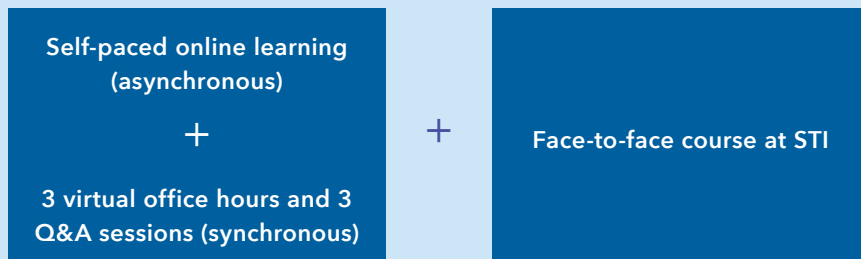 Self-paced online learning
(asynchronous)
+
3 virtual office hours and 3
Q&A sessions (synchronous)
+
Face-to-face course at STI